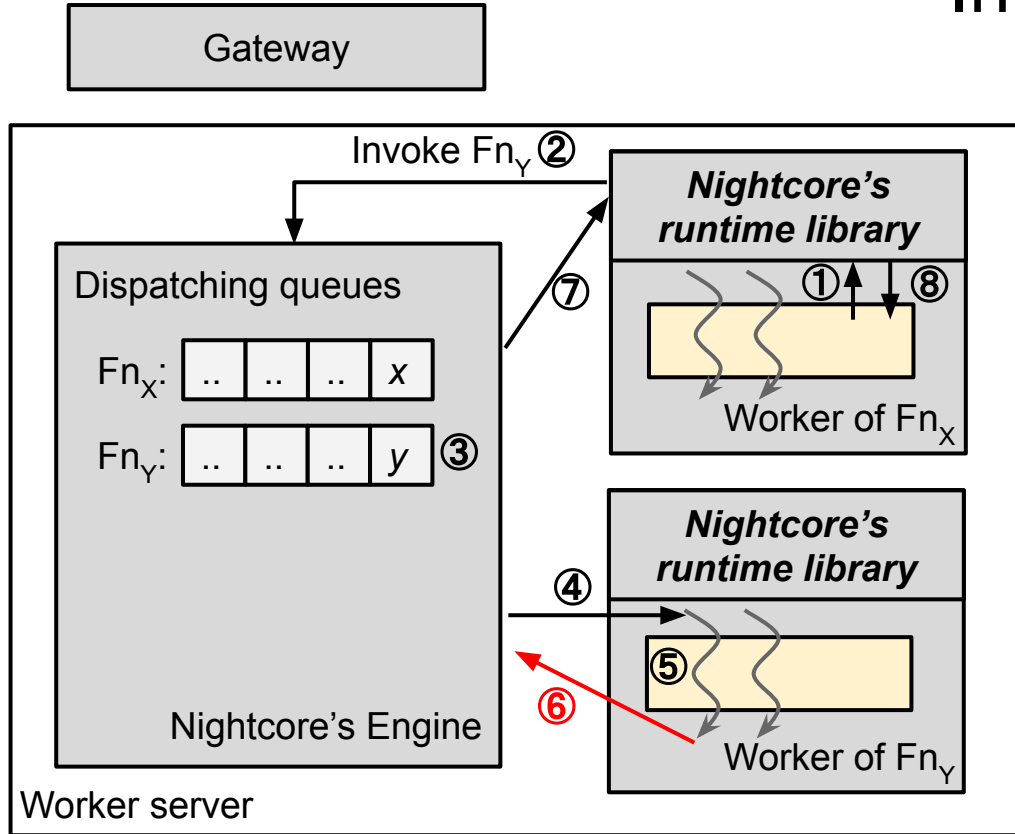 Gateway
Invoke FnY ②
Nightcore's
runtime library
Dispatching queues
⑦
① ⑧
FnX: .. .. .. x
Worker of FnX
FnY: .. .. .. y ③
Nightcore's
runtime library
④
⑤
⑥
Nightcore's Engine
Worker of FnY
Worker server